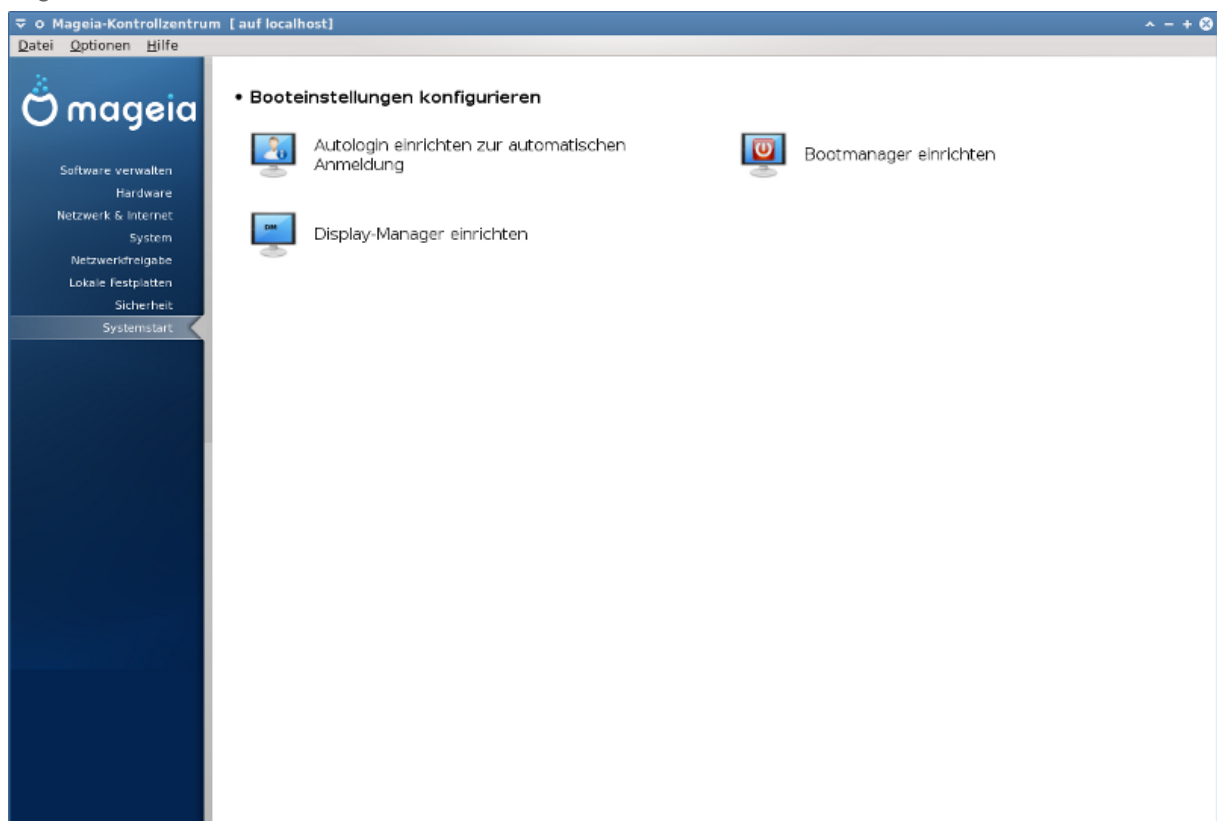 Mageia-Kontrollzentrum [ auf localhost]
Datei Optionen Hilfe
mageia
Software verwalten
Hardware
Netzwerk & Internet
System
Netzwerkfreigabe
Lokale Festplatten
Sicherheit
Systemstart
• Booteinstellungen konfigurieren
Autologin einrichten zur automatischen
Anmeldung
Bootmanager einrichten
DM
Display-Manager einrichten